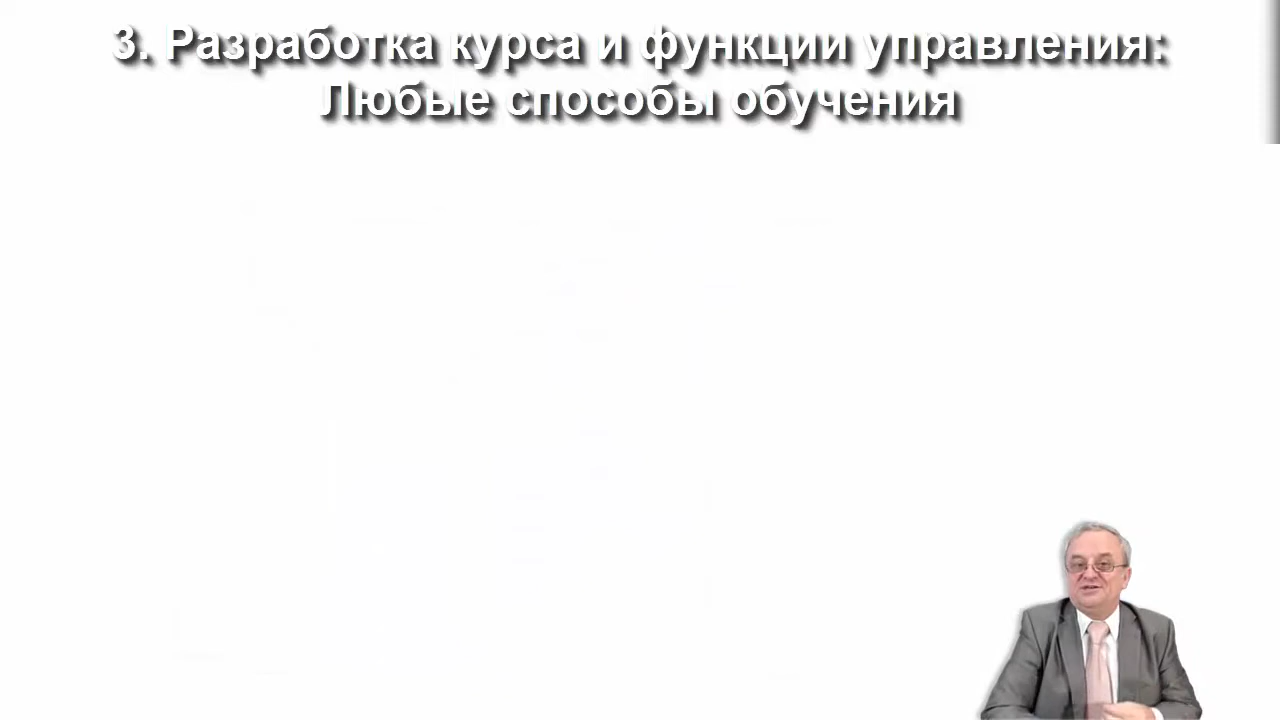 3. Разработка курса и функции управления:
Любые способы обучения